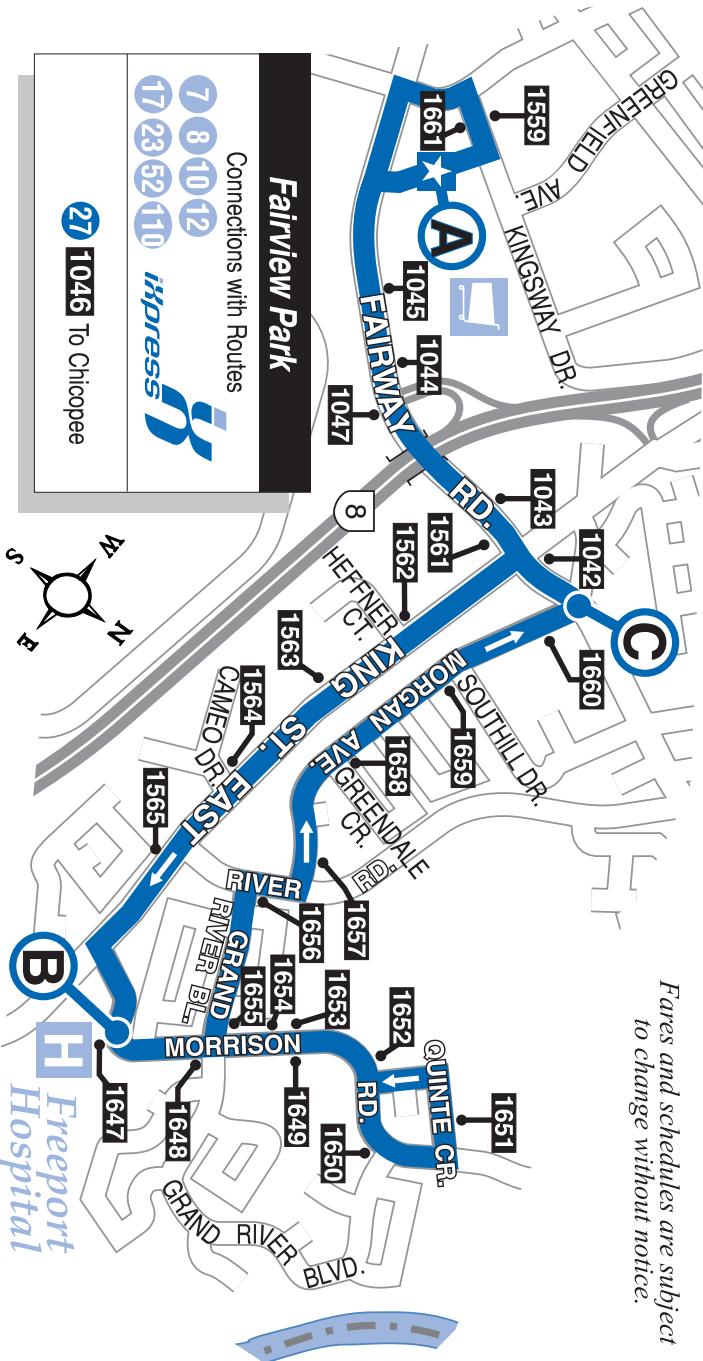 Fares and schedules are subject
to change without notice.
GREENFIELD AVE.
KINGSWAY DR.
1559
1661
A
1045
1044
1047
FAIRWAY RD.
8
1043
1042
1561
1562
C
1660
HEFFNER
CT.
KING ST. EAST
1563
1564
CAMEO DR.
1565
MORGAN AVE.
SOUTHILL DR.
1659
1658
GREENDALE
CR.
1657
RIVER RD.
1656
GRAND
RIVER BL.
1655
1654
1653
1652
QUINTE CR.
1651
MORRISON RD.
1650
1649
1648
1647
B
H
Freeport
Hospital
GRAND RIVER BLVD.
W
N
S
E
Fairview Park
Connections with Routes
7 8 10 12
17 23 52 110 iXpress
27 1046 To Chicopee